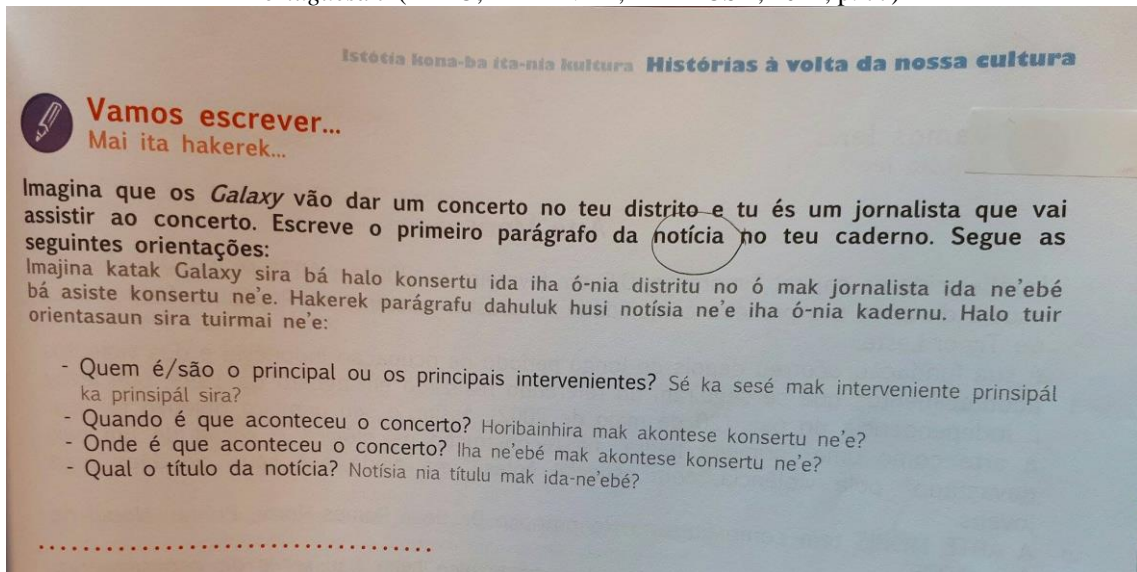 Istória kona-ba ita-nia kultura Histórias à volta da nossa cultura
Vamos escrever...
Mai ita hakerek...
Imagina que os Galaxy vão dar um concerto no teu distrito e tu és um jornalista que vai
assistir ao concerto. Escreve o primeiro parágrafo da notícia no teu caderno. Segue as
seguintes orientações:
Imajina katak Galaxy sira bá halo konsertu ida iha ó-nia distritu no ó mak jornalista ida ne'ebé
bá asiste konsertu ne'e. Hakerek parágrafu dahuluk husi notísia ne'e iha ó-nia kadernu. Halo tuir
orientasaun sira tuirmai ne'e:
- Quem é/são o principal ou os principais intervenientes? Sé ka sesé mak interveniente prinsipál
ka prinsipál sira?
- Quando é que aconteceu o concerto? Horibainhira mak akontese konsertu ne'e?
- Onde é que aconteceu o concerto? Iha ne'ebé mak akontese konsertu ne'e?
- Qual o título da notícia? Notísia nia títulu mak ida-ne'ebé?